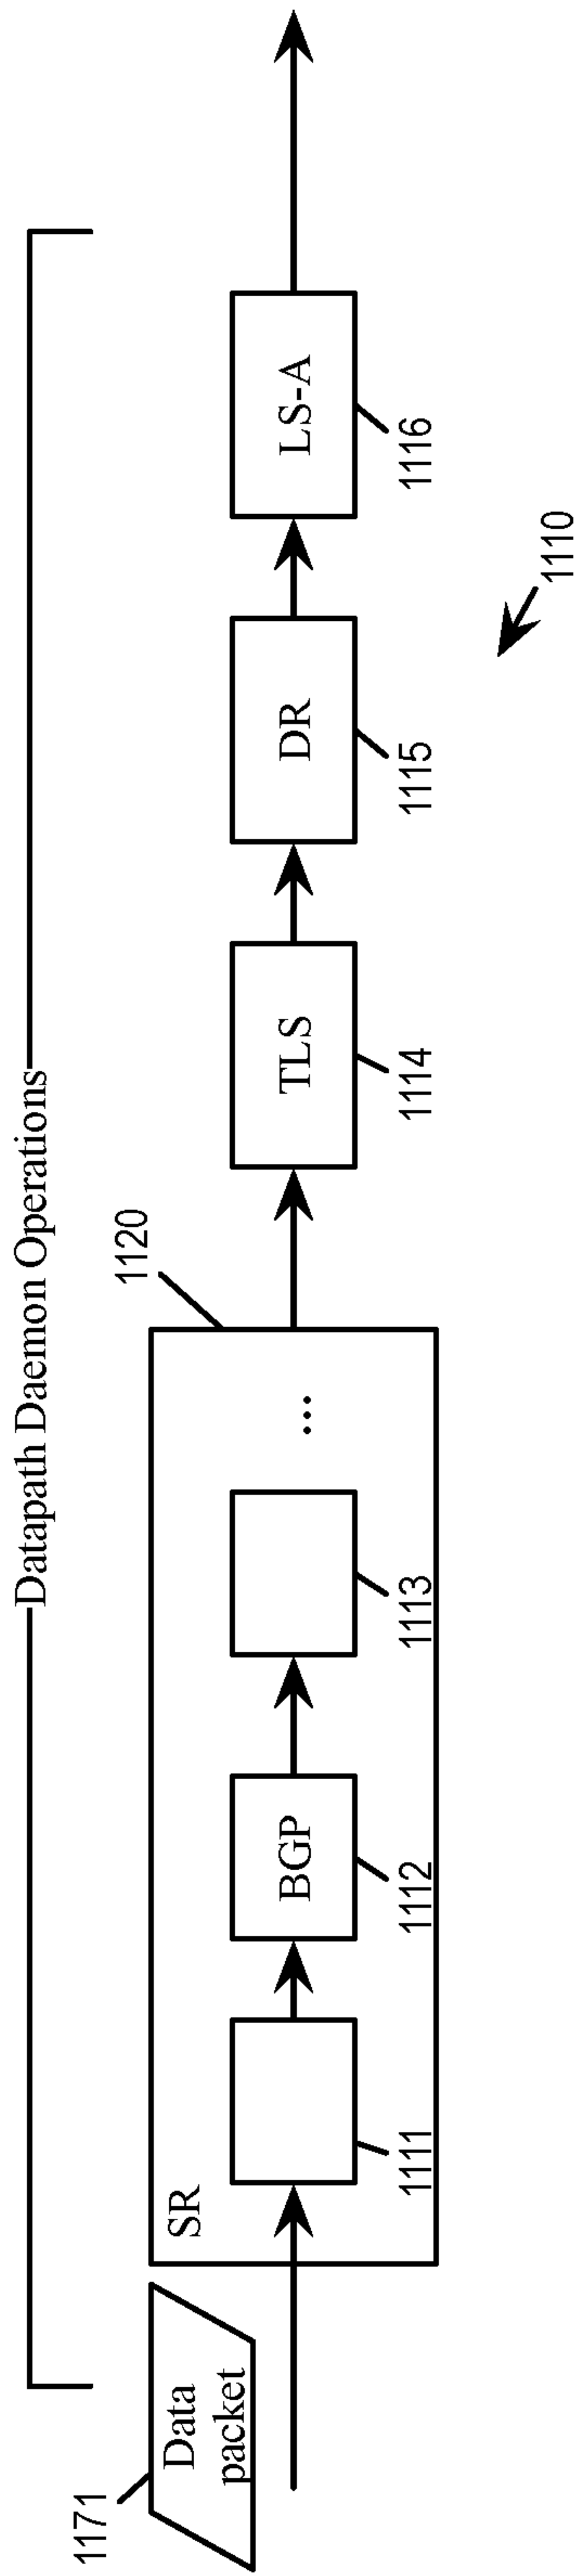 Datapath Daemon Operations
1171
Data
packet
SR
1120
BGP
...
TLS
DR
LS-A
1111
1112
1113
1114
1115
1116
1110